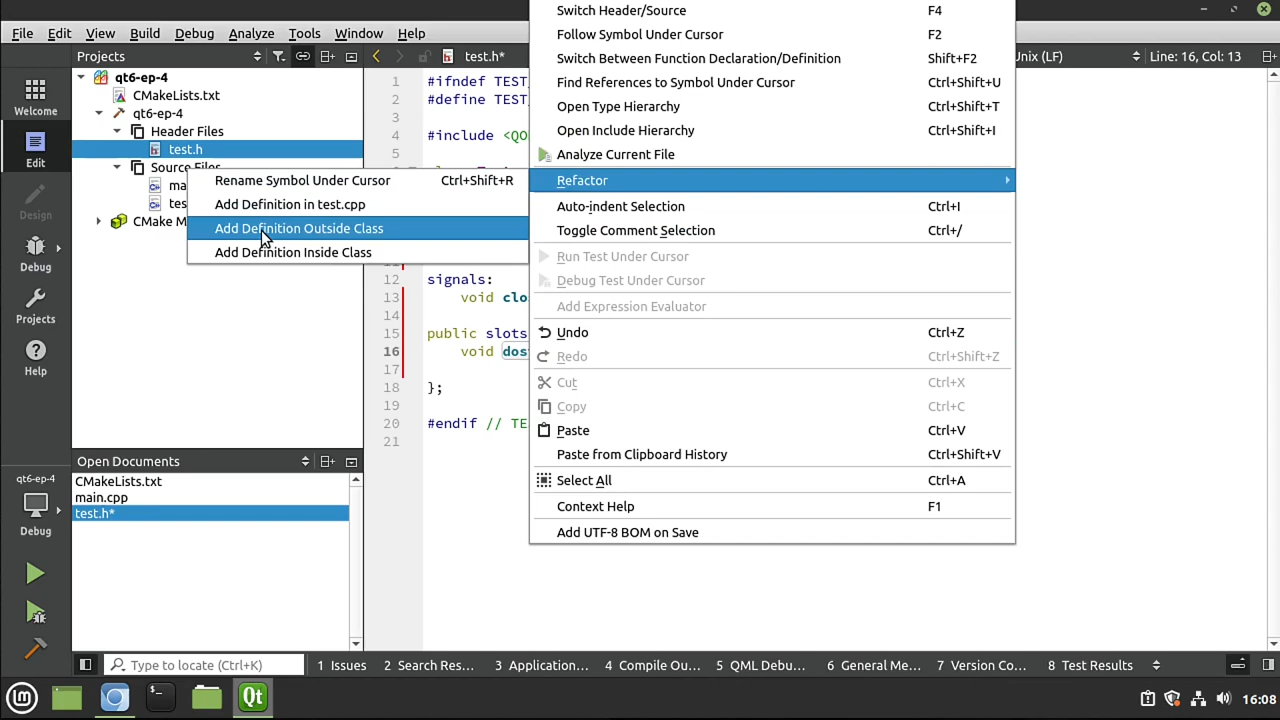 File Edit View Build Debug Analyze Tools Window Help
Projects
test.h*
Unix (LF)
Line: 16, Col: 13
Welcome
Edit
Design
Debug
Projects
Help
qt6-ep-4
Debug
qt6-ep-4
CMakeLists.txt
qt6-ep-4
Header Files
test.h
Source Files
ma
tes
CMake M
Rename Symbol Under Cursor Ctrl+Shift+R
Add Definition in test.cpp
Add Definition Outside Class
Add Definition Inside Class
Open Documents
CMakeLists.txt
main.cpp
test.h*
1 #ifndef TEST_
2 #define TEST_
3
4 #include <QO
5
12 signals:
13 void clo
14
15 public slots
16 void dos
17
18 };
19
20 #endif // TE
21
Switch Header/Source F4
Follow Symbol Under Cursor F2
Switch Between Function Declaration/Definition Shift+F2
Find References to Symbol Under Cursor Ctrl+Shift+U
Open Type Hierarchy Ctrl+Shift+T
Open Include Hierarchy Ctrl+Shift+I
Analyze Current File
Refactor
Auto-indent Selection Ctrl+I
Toggle Comment Selection Ctrl+/
Run Test Under Cursor
Debug Test Under Cursor
Add Expression Evaluator
Undo Ctrl+Z
Redo Ctrl+Shift+Z
Cut Ctrl+X
Copy Ctrl+C
Paste Ctrl+V
Paste from Clipboard History Ctrl+Shift+V
Select All Ctrl+A
Context Help F1
Add UTF-8 BOM on Save
Type to locate (Ctrl+K) 1 Issues 2 Search Res... 3 Application... 4 Compile Ou... 5 QML Debu... 6 General Me... 7 Version Co... 8 Test Results
Qt
16:08